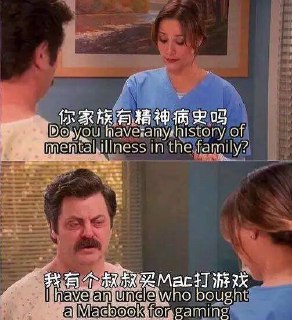 你家族有精神病史吗
Do you have any history of
mental illness in the family?
我有个叔叔买Mac打游戏
I have an uncle who bought
a Macbook for gaming